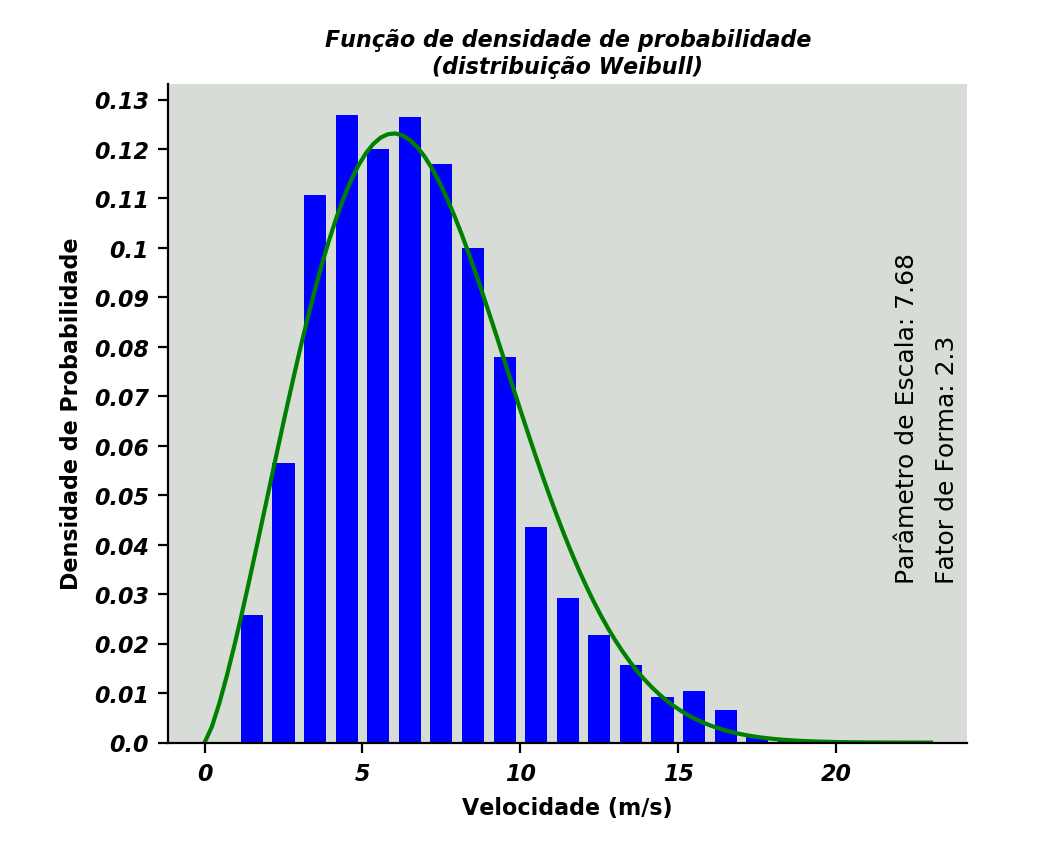 Função de densidade de probabilidade
(distribuição Weibull)
0.13
0.12
0.11
0.1
0.09
0.08
0.07
0.06
0.05
0.04
0.03
0.02
0.01
0.0
Densidade de Probabilidade
0 5 10 15 20
Velocidade (m/s)
Parâmetro de Escala: 7.68
Fator de Forma: 2.3